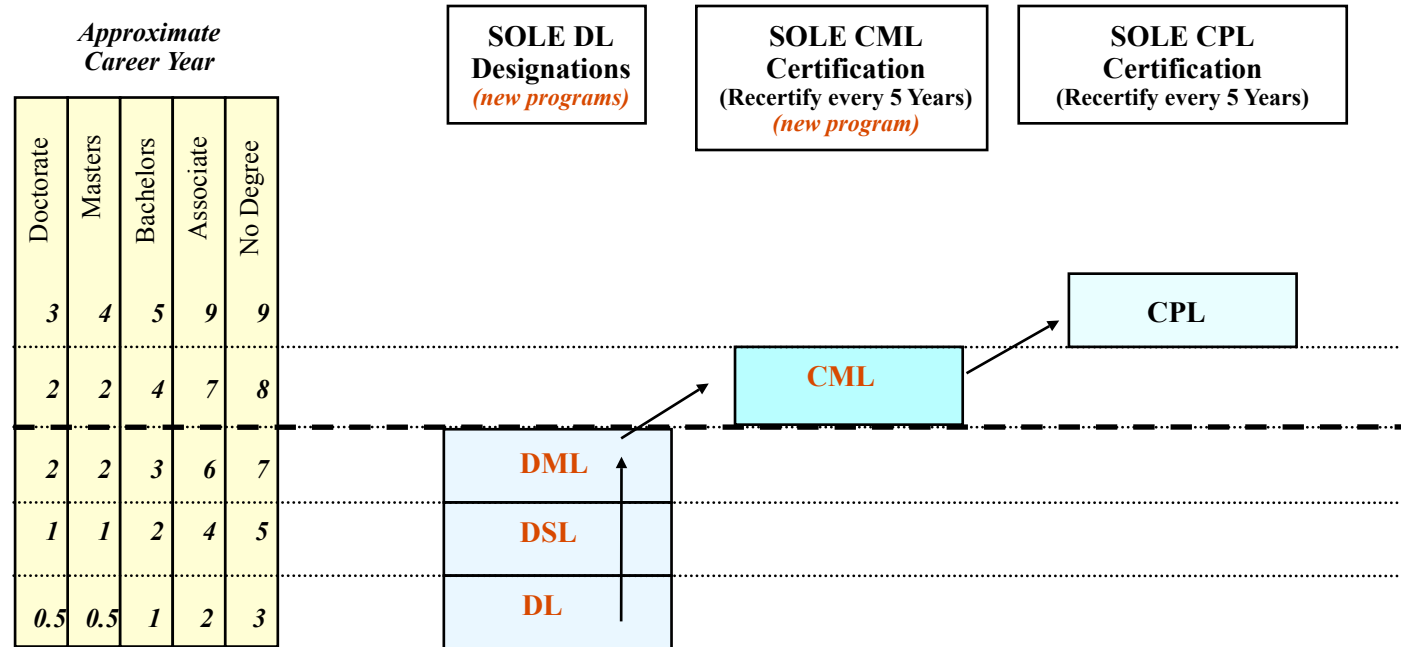 Approximate
Career Year
SOLE DL
Designations
(new programs)
SOLE CML
Certification
(Recertify every 5 Years)
(new program)
SOLE CPL
Certification
(Recertify every 5 Years)
Doctorate
Masters
Bachelors
Associate
No Degree
3 4 5 9 9
CPL
2 2 4 7 8
CML
2 2 3 6 7
DML
1 1 2 4 5
DSL
0.5 0.5 1 2 3
DL